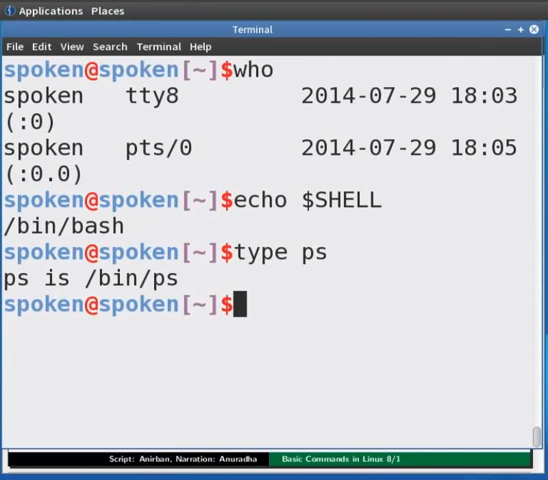 Applications Places
Terminal
File Edit View Search Terminal Help
spoken@spoken[~]$who
spoken tty8 2014-07-29 18:03
(:0)
spoken pts/0 2014-07-29 18:05
(:0.0)
spoken@spoken[~]$echo $SHELL
/bin/bash
spoken@spoken[~]$type ps
ps is /bin/ps
spoken@spoken[~]$
Script: Anirban, Narration: Anuradha Basic Commands in Linux 8/1